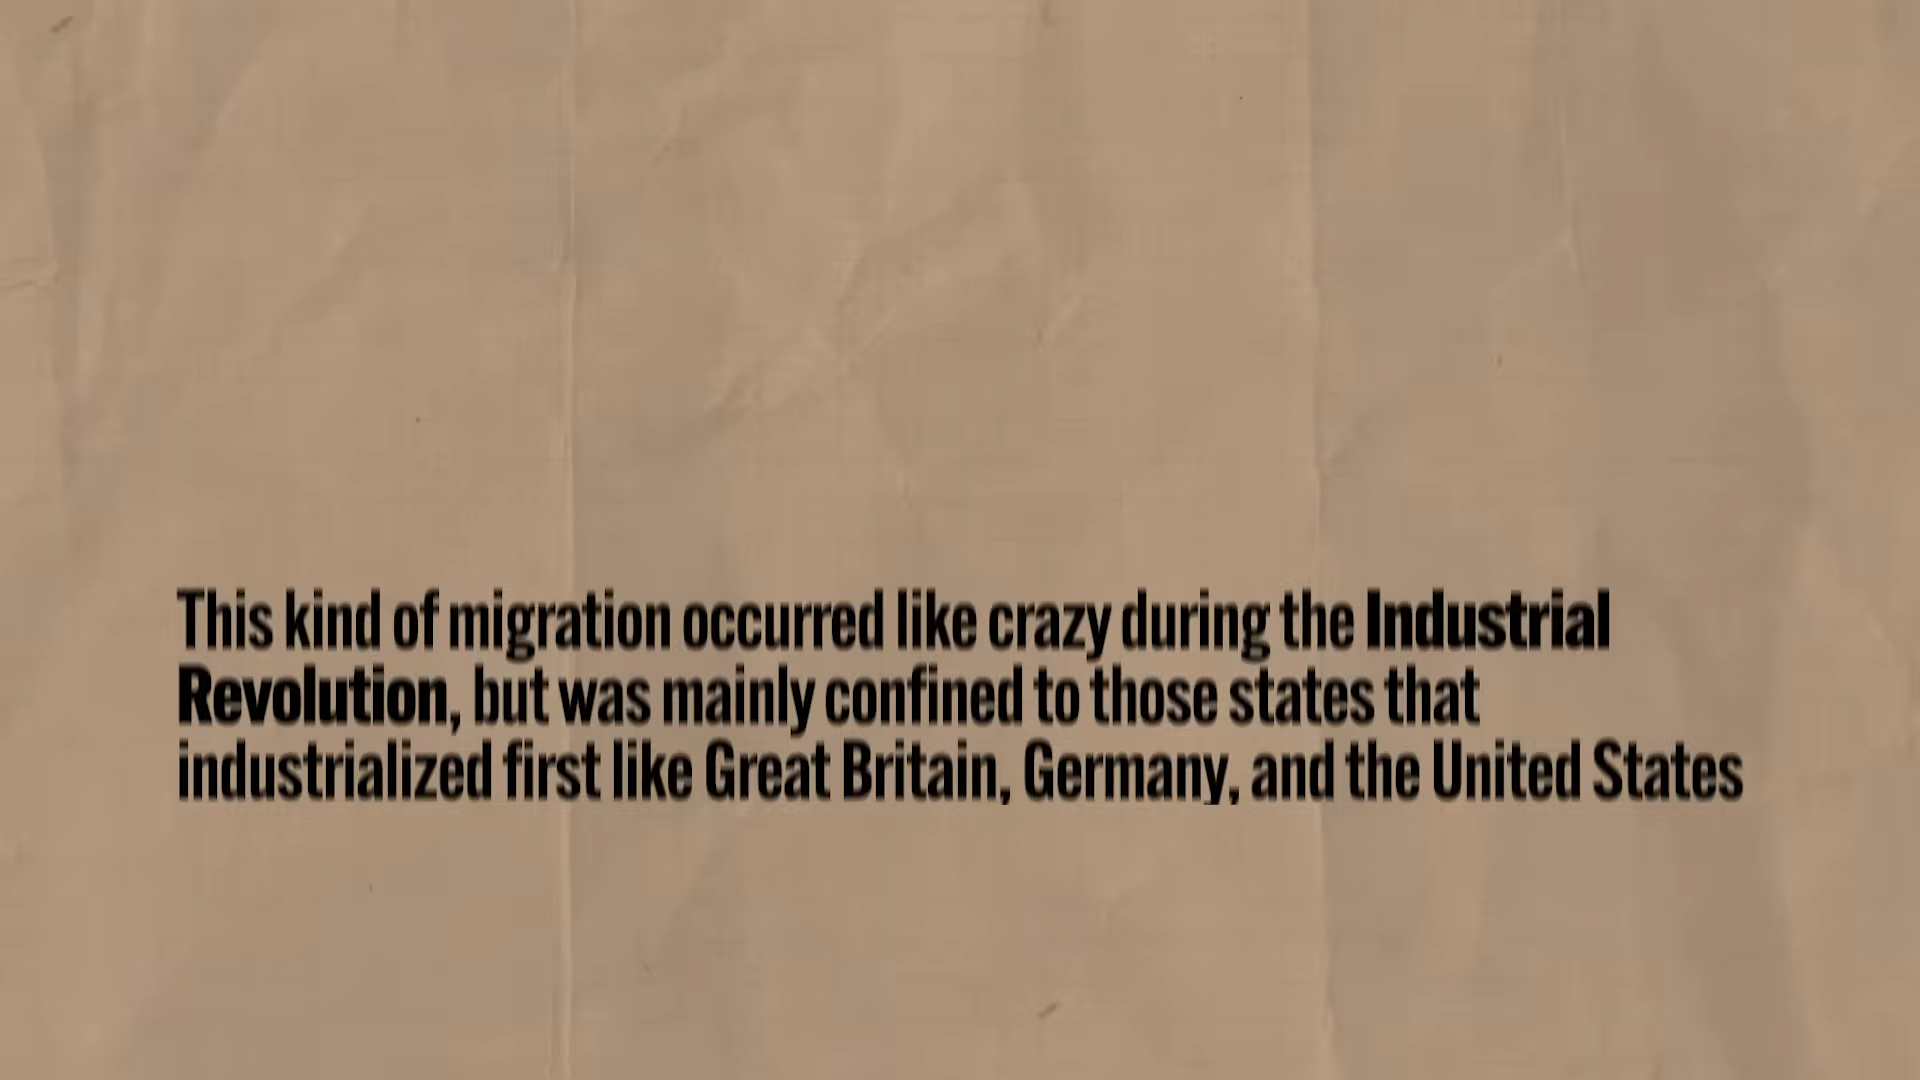 This kind of migration occurred like crazy during the Industrial
Revolution, but was mainly confined to those states that
industrialized first like Great Britain, Germany, and the United States